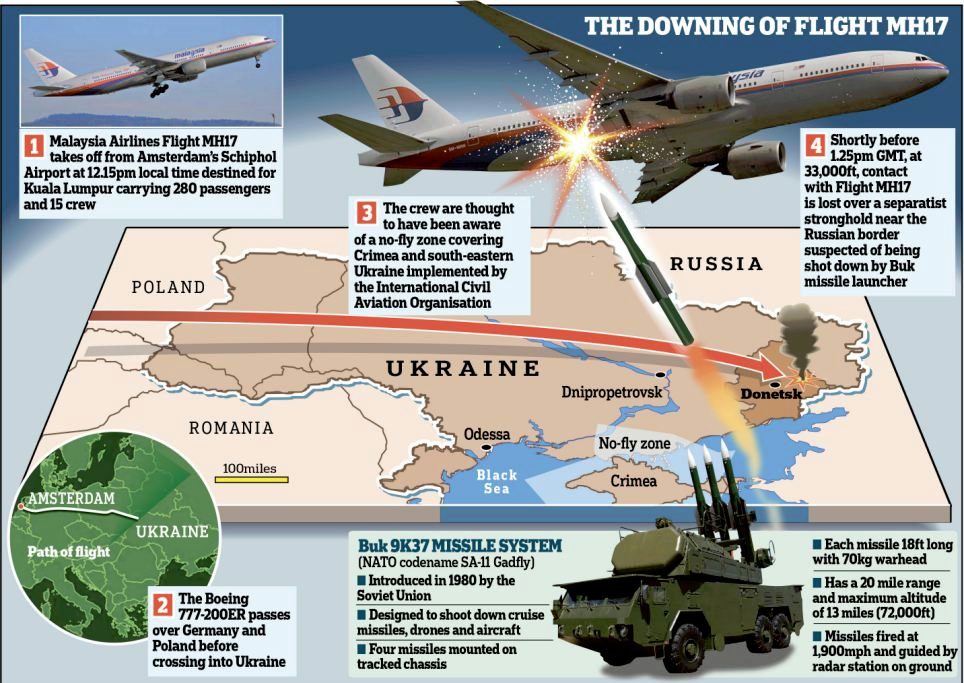 THE DOWNING OF FLIGHT MH17
malaysia
1 Malaysia Airlines Flight MH17
takes off from Amsterdam's Schiphol
Airport at 12.15pm local time destined for
Kuala Lumpur carrying 280 passengers
and 15 crew
ysia
4 Shortly before
1.25pm GMT, at
33,000ft, contact
with Flight MH17
is lost over a separatist
stronghold near the
Russian border
suspected of being
shot down by Buk
missile launcher
3 The crew are thought
to have been aware
of a no-fly zone covering
Crimea and south-eastern
Ukraine implemented by
the International Civil
Aviation Organisation
POLAND
RUSSIA
UKRAINE
Dnipropetrovsk
Donetsk
ROMANIA
Odessa
No-fly zone
100miles
Black
Sea
Crimea
AMSTERDAM
UKRAINE
Path of flight
2 The Boeing
777-200ER passes
over Germany and
Poland before
crossing into Ukraine
Buk 9K37 MISSILE SYSTEM
(NATO codename SA-11 Gadfly)
Introduced in 1980 by the
Soviet Union
Designed to shoot down cruise
missiles, drones and aircraft
Four missiles mounted on
tracked chassis
Each missile 18ft long
with 70kg warhead
Has a 20 mile range
and maximum altitude
of 13 miles (72,000ft)
Missiles fired at
1,900mph and guided by
radar station on ground